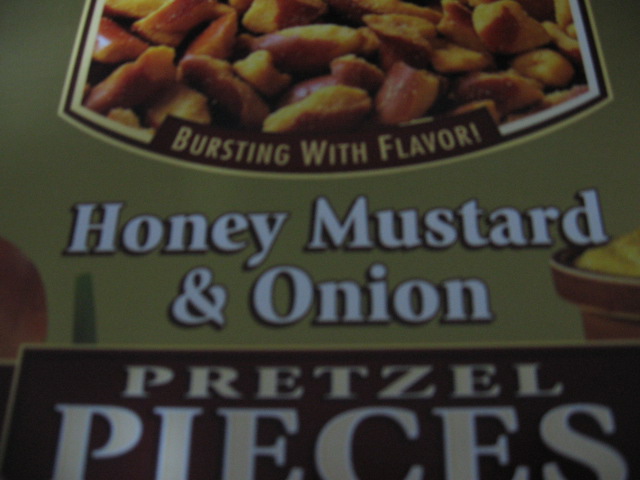 BURSTING WITH FLAVOR!
Honey Mustard
& Onion
PRETZEL
PIECES